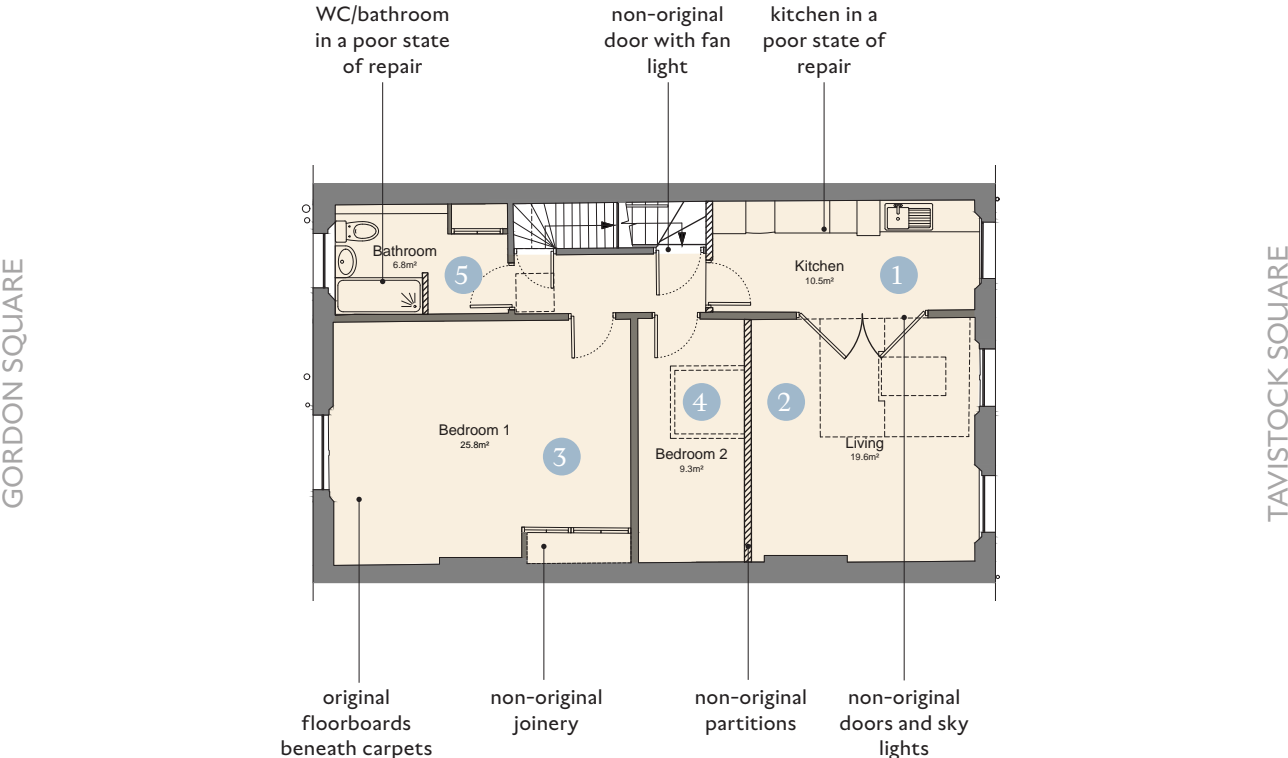 WC/bathroom
in a poor state
of repair
non-original
door with fan
light
kitchen in a
poor state of
repair
GORDON SQUARE
TAVISTOCK SQUARE
Bathroom
6.8m²
5
Kitchen
10.5m²
1
Bedroom 1
25.8m²
3
4
Bedroom 2
9.3m²
2
Living
19.6m²
original
floorboards
beneath carpets
non-original
joinery
non-original
partitions
non-original
doors and sky
lights